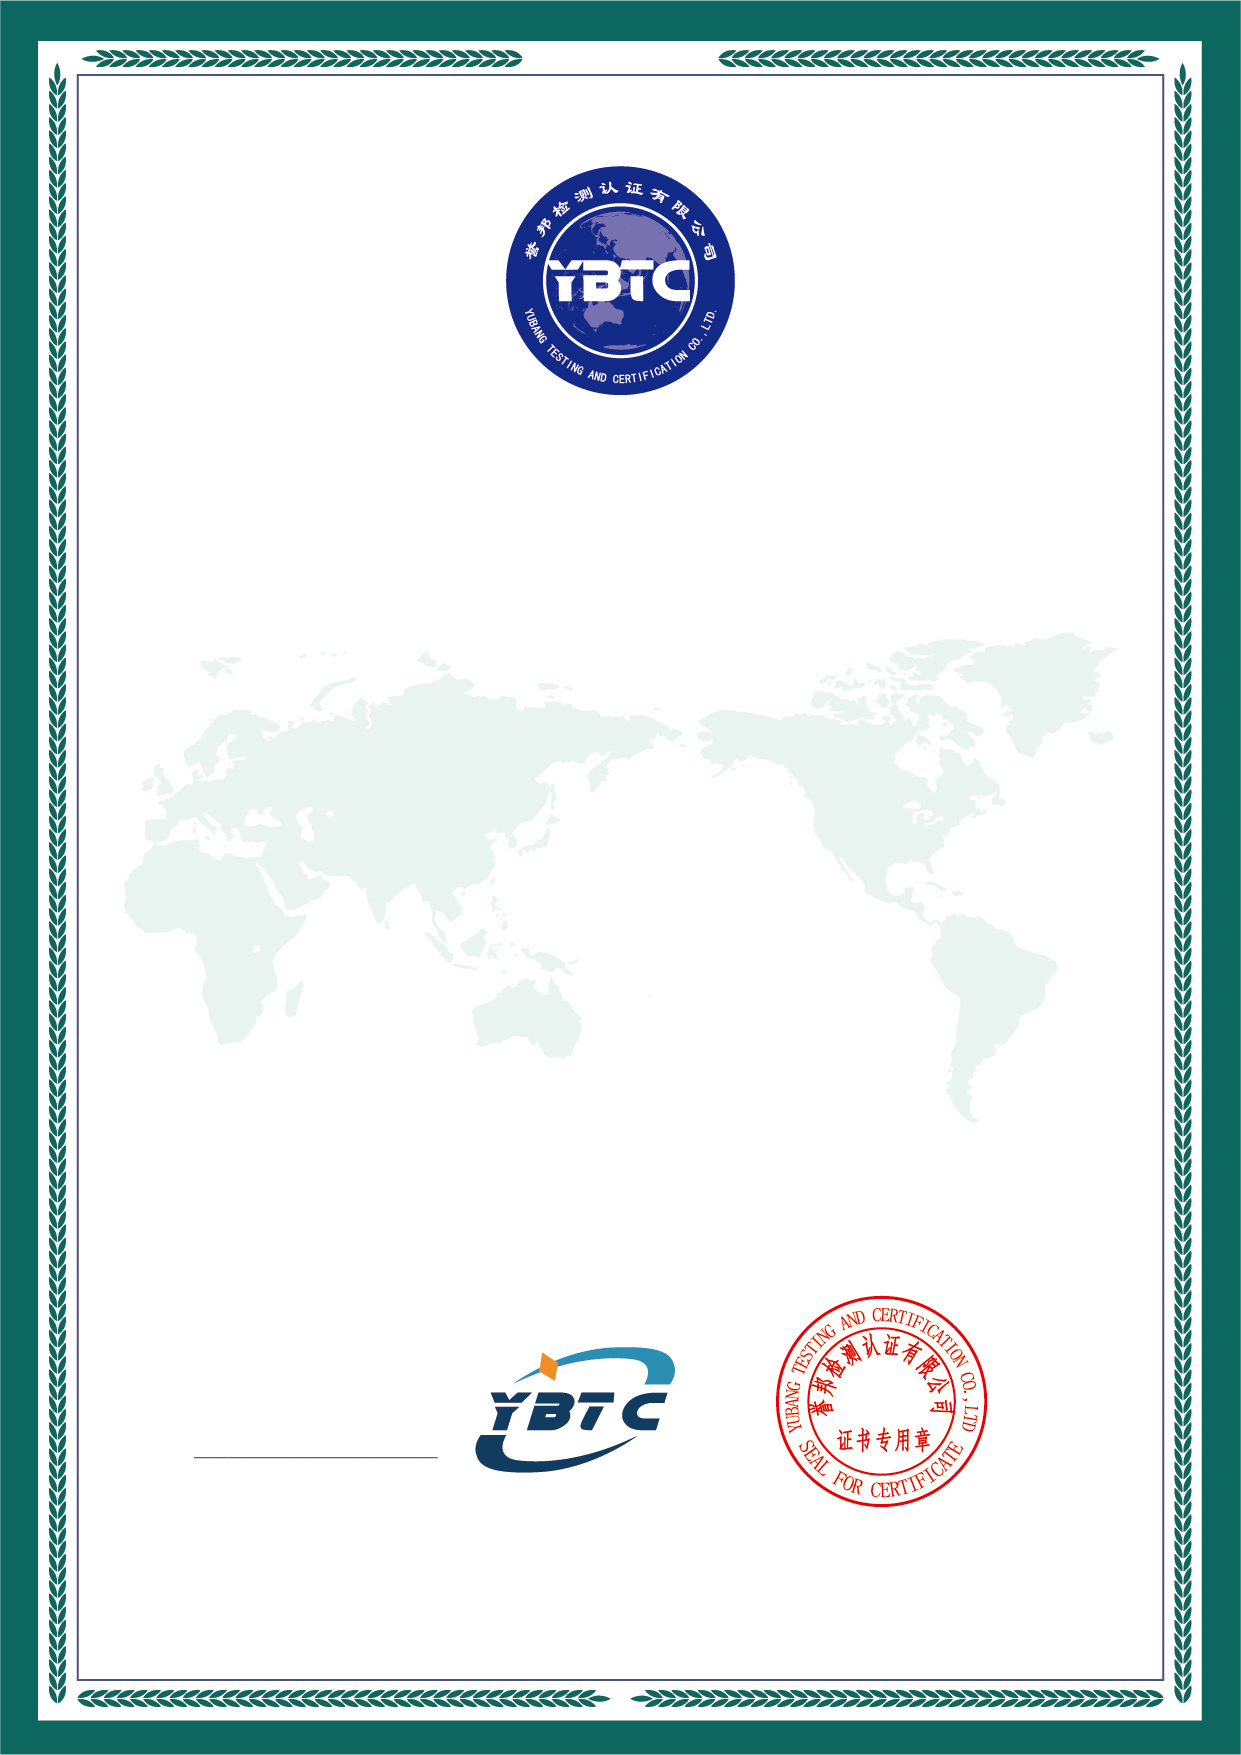 誉邦检测认证有限公司
YBTC
YUBANG TESTING AND CERTIFICATION CO.,LTD.
YBTC
YUBANG TESTING AND CERTIFICATION CO.,LTD
誉邦检测认证有限公司
证书专用章
SEAL FOR CERTIFICATE